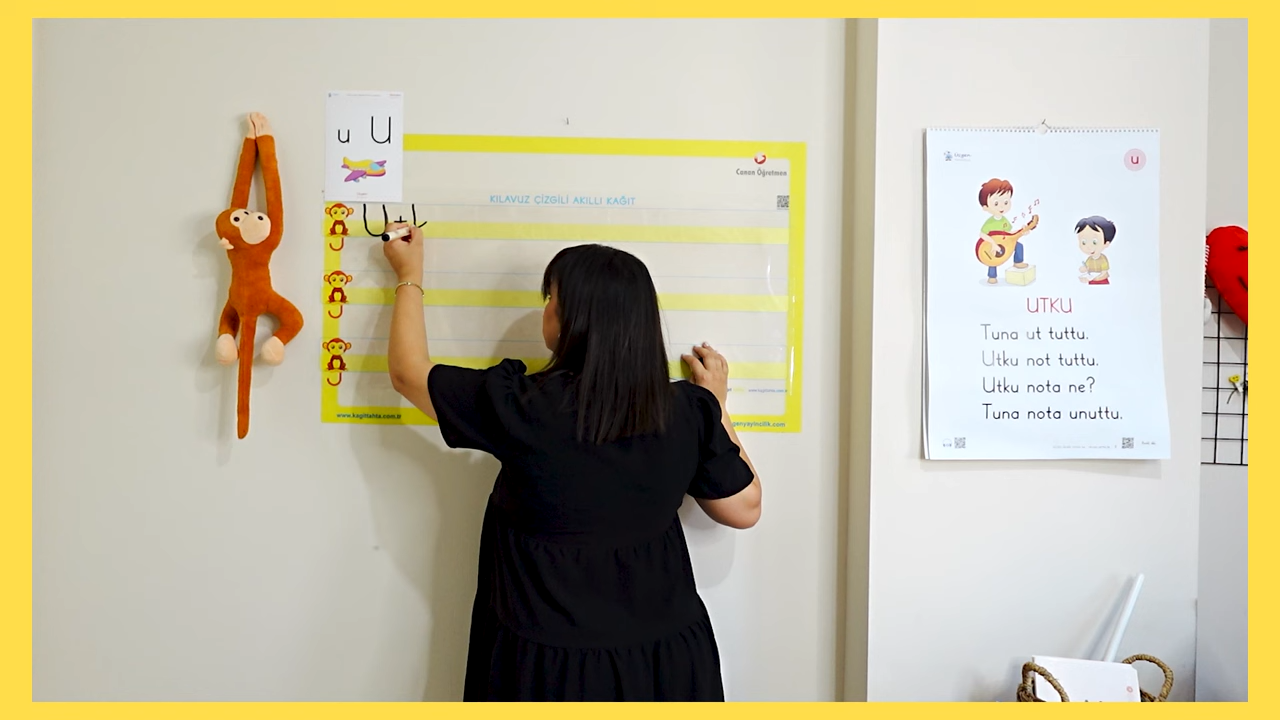 u U
Canan Öğretmen
KILAVUZ ÇİZGİLİ AKILLI KAĞIT
U t k
www.kagittahta.com.tr
u
UTKU
Tuna ut tuttu.
Utku not tuttu.
Utku nota ne?
Tuna nota unuttu.